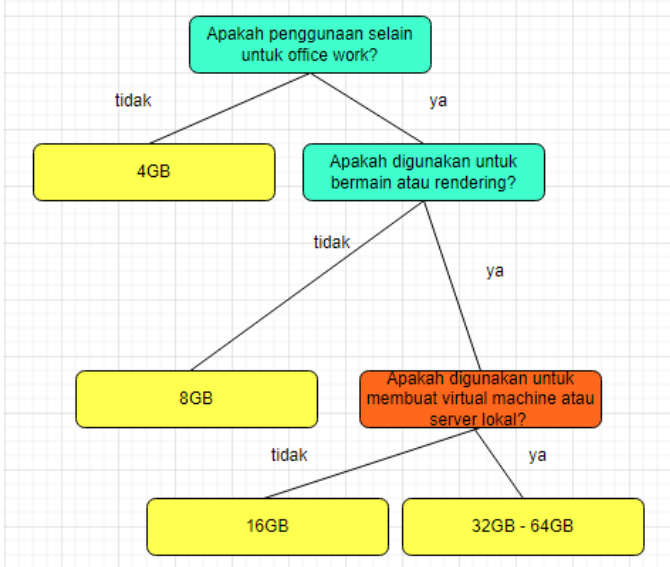 Apakah penggunaan selain
untuk office work?
tidak
ya
4GB
Apakah digunakan untuk
bermain atau rendering?
tidak
ya
8GB
Apakah digunakan untuk
membuat virtual machine atau
server lokal?
tidak
ya
16GB
32GB - 64GB